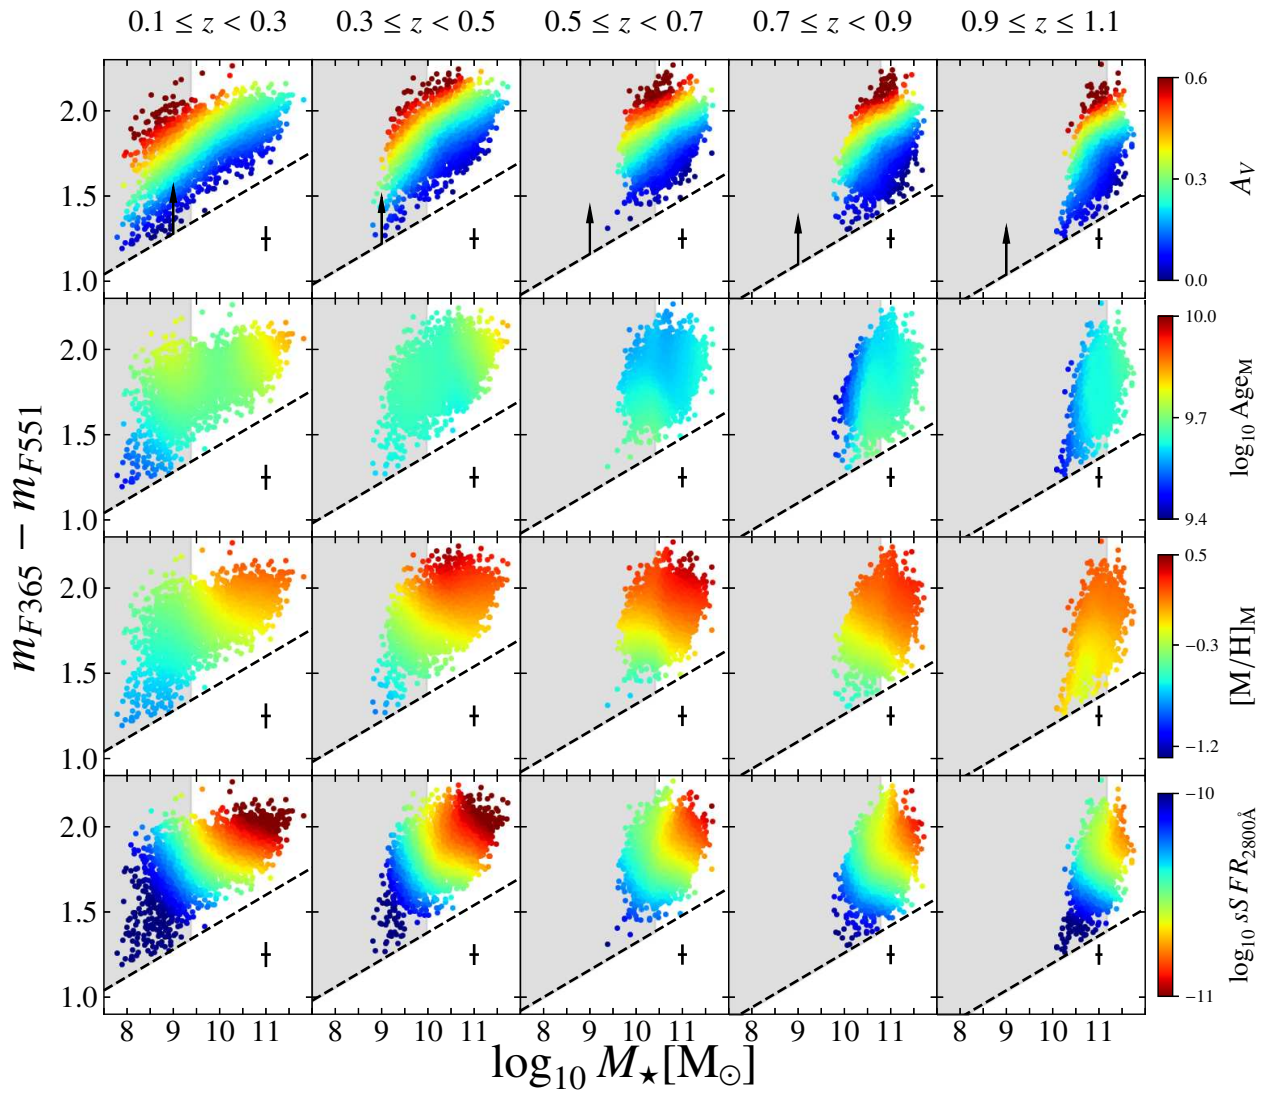 0.1 ≤ z < 0.3 0.3 ≤ z < 0.5 0.5 ≤ z < 0.7 0.7 ≤ z < 0.9 0.9 ≤ z ≤ 1.1
2.0
1.5
1.0
0.6
0.3
0.0
A_V
2.0
1.5
1.0
10.0
9.7
9.4
log₁₀ Age_M
m_F365 − m_F551
2.0
1.5
1.0
0.5
−0.3
−1.2
[M/H]_M
2.0
1.5
1.0
−10
−11
log₁₀ sSFR_2800Å
8 9 10 11 8 9 10 11 8 9 10 11 8 9 10 11 8 9 10 11
log₁₀ M★[M⊙]